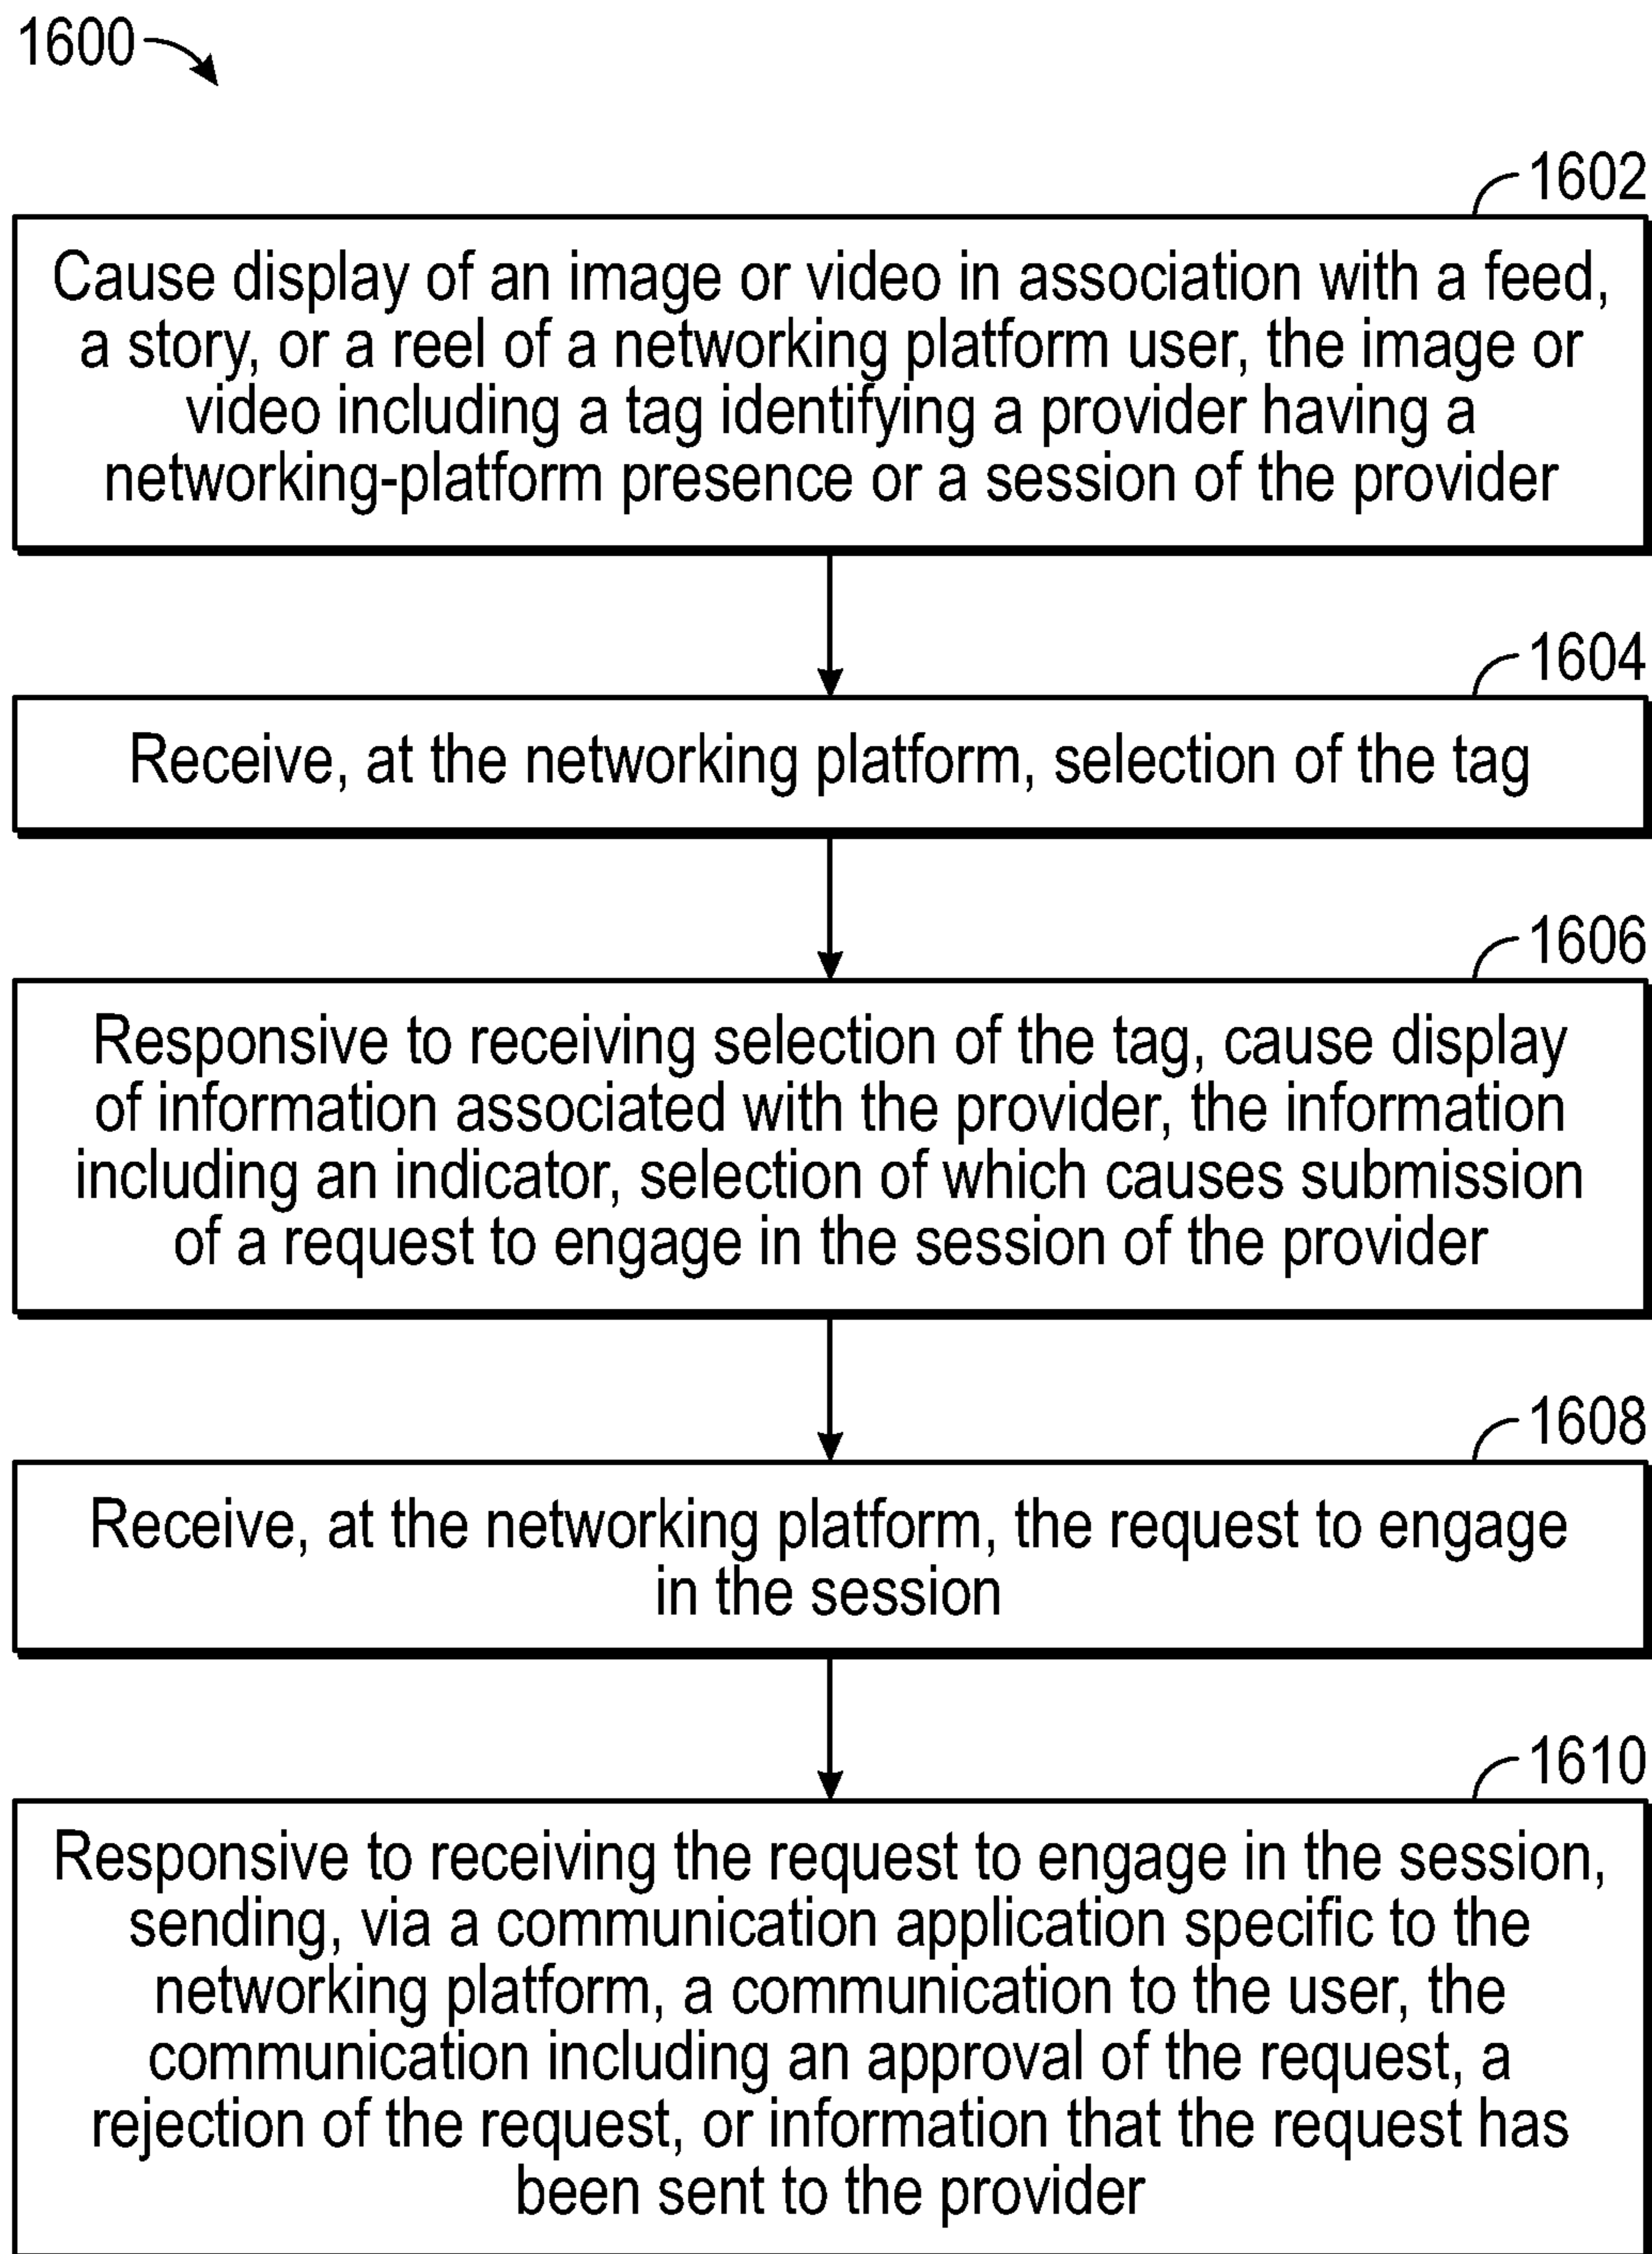 1600
1602
Cause display of an image or video in association with a feed,
a story, or a reel of a networking platform user, the image or
video including a tag identifying a provider having a
networking-platform presence or a session of the provider
1604
Receive, at the networking platform, selection of the tag
1606
Responsive to receiving selection of the tag, cause display
of information associated with the provider, the information
including an indicator, selection of which causes submission
of a request to engage in the session of the provider
1608
Receive, at the networking platform, the request to engage
in the session
1610
Responsive to receiving the request to engage in the session,
sending, via a communication application specific to the
networking platform, a communication to the user, the
communication including an approval of the request, a
rejection of the request, or information that the request has
been sent to the provider